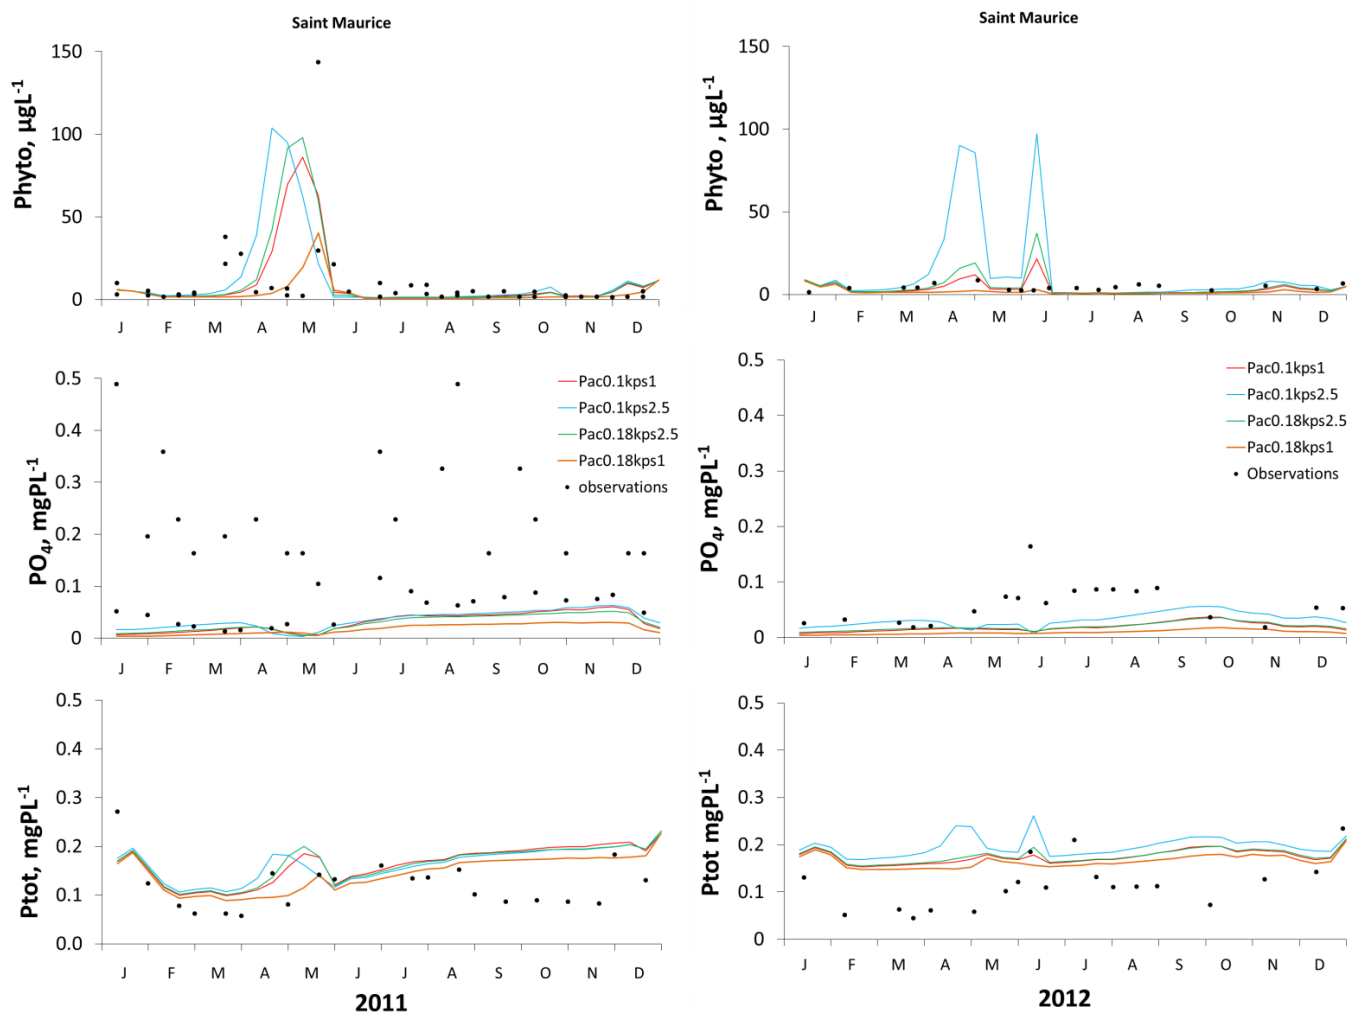 Saint Maurice
Phyto, µgL-1
150
100
50
0
J F M A M J J A S O N D
Saint Maurice
Phyto , µgL-1
150
100
50
0
J F M A M J J A S O N D
PO4, mgPL-1
0.5
0.4
0.3
0.2
0.1
0
Pac0.1kps1
Pac0.1kps2.5
Pac0.18kps2.5
Pac0.18kps1
observations
J F M A M J J A S O N D
PO4, mgPL-1
0.5
0.4
0.3
0.2
0.1
0
Pac0.1kps1
Pac0.1kps2.5
Pac0.18kps2.5
Pac0.18kps1
Observations
J F M A M J J A S O N D
Ptot, mgPL-1
0.5
0.4
0.3
0.2
0.1
0.0
J F M A M J J A S O N D
2011
Ptot mgPL-1
0.5
0.4
0.3
0.2
0.1
0
J F M A M J J A S O N D
2012